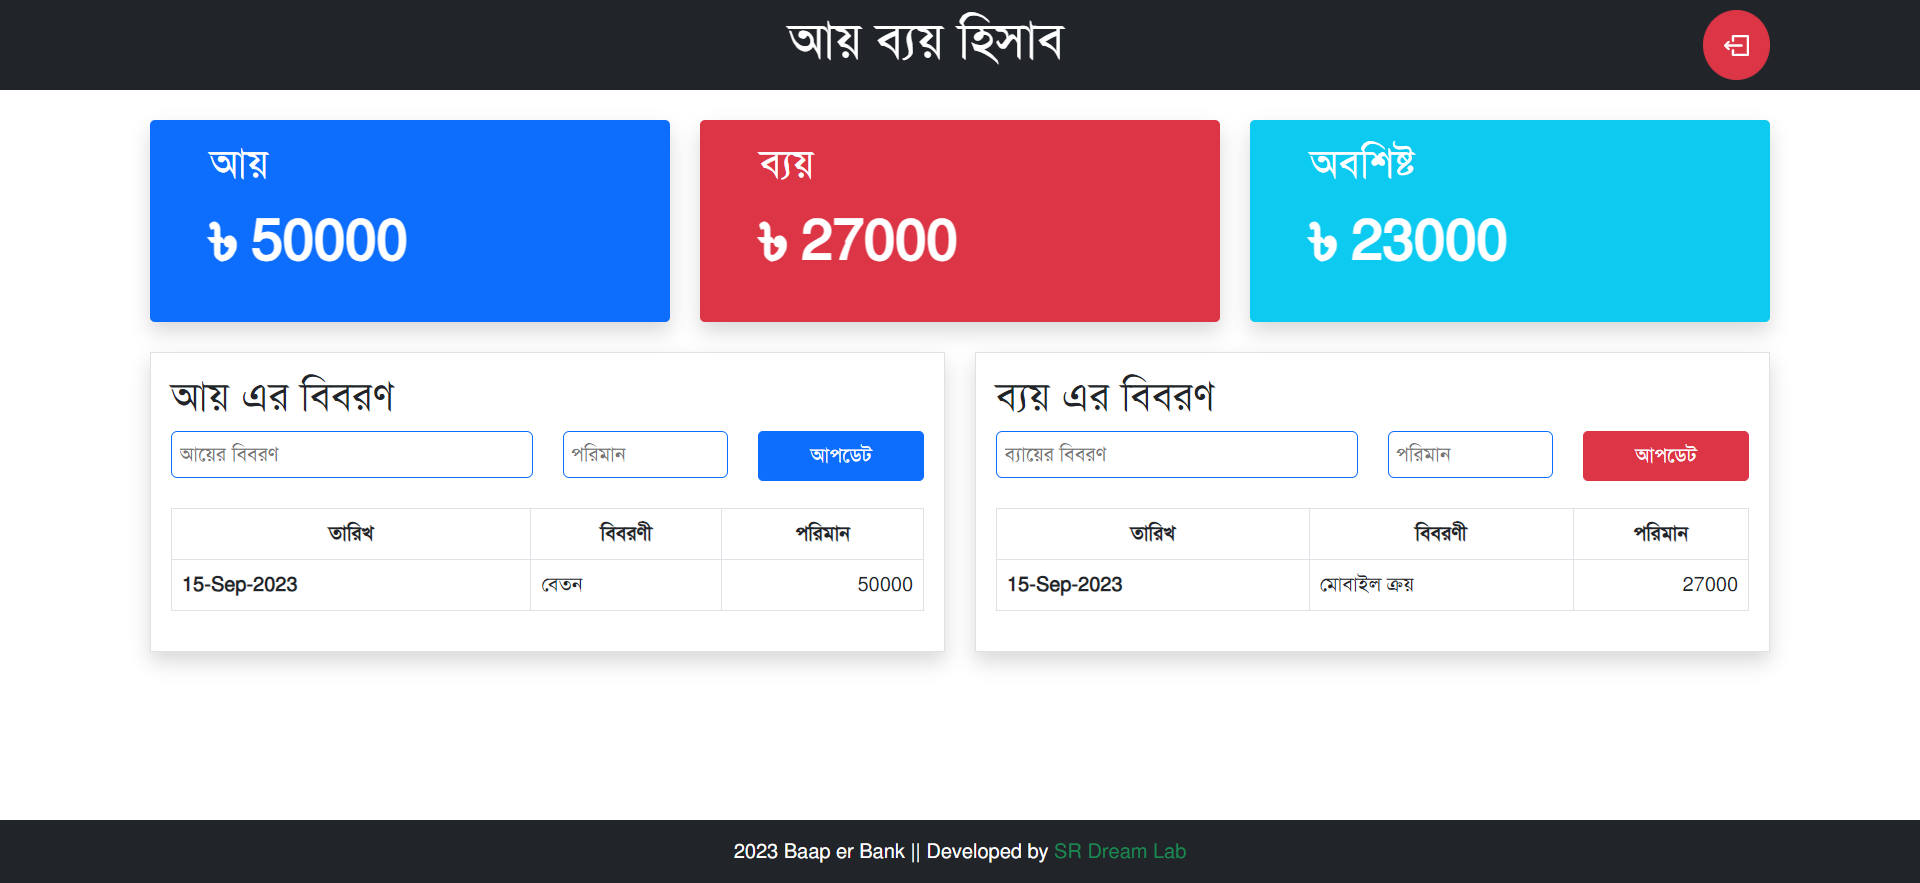 আয় ব্যয় হিসাব
আয়
৳ 50000
ব্যয়
৳ 27000
অবশিষ্ট
৳ 23000
আয় এর বিবরণ
আয়ের বিবরণ পরিমান আপডেট
তারিখ বিবরণী পরিমান
15-Sep-2023 বেতন 50000
ব্যয় এর বিবরণ
ব্যায়ের বিবরণ পরিমান আপডেট
তারিখ বিবরণী পরিমান
15-Sep-2023 মোবাইল ক্রয় 27000
2023 Baap er Bank || Developed by SR Dream Lab